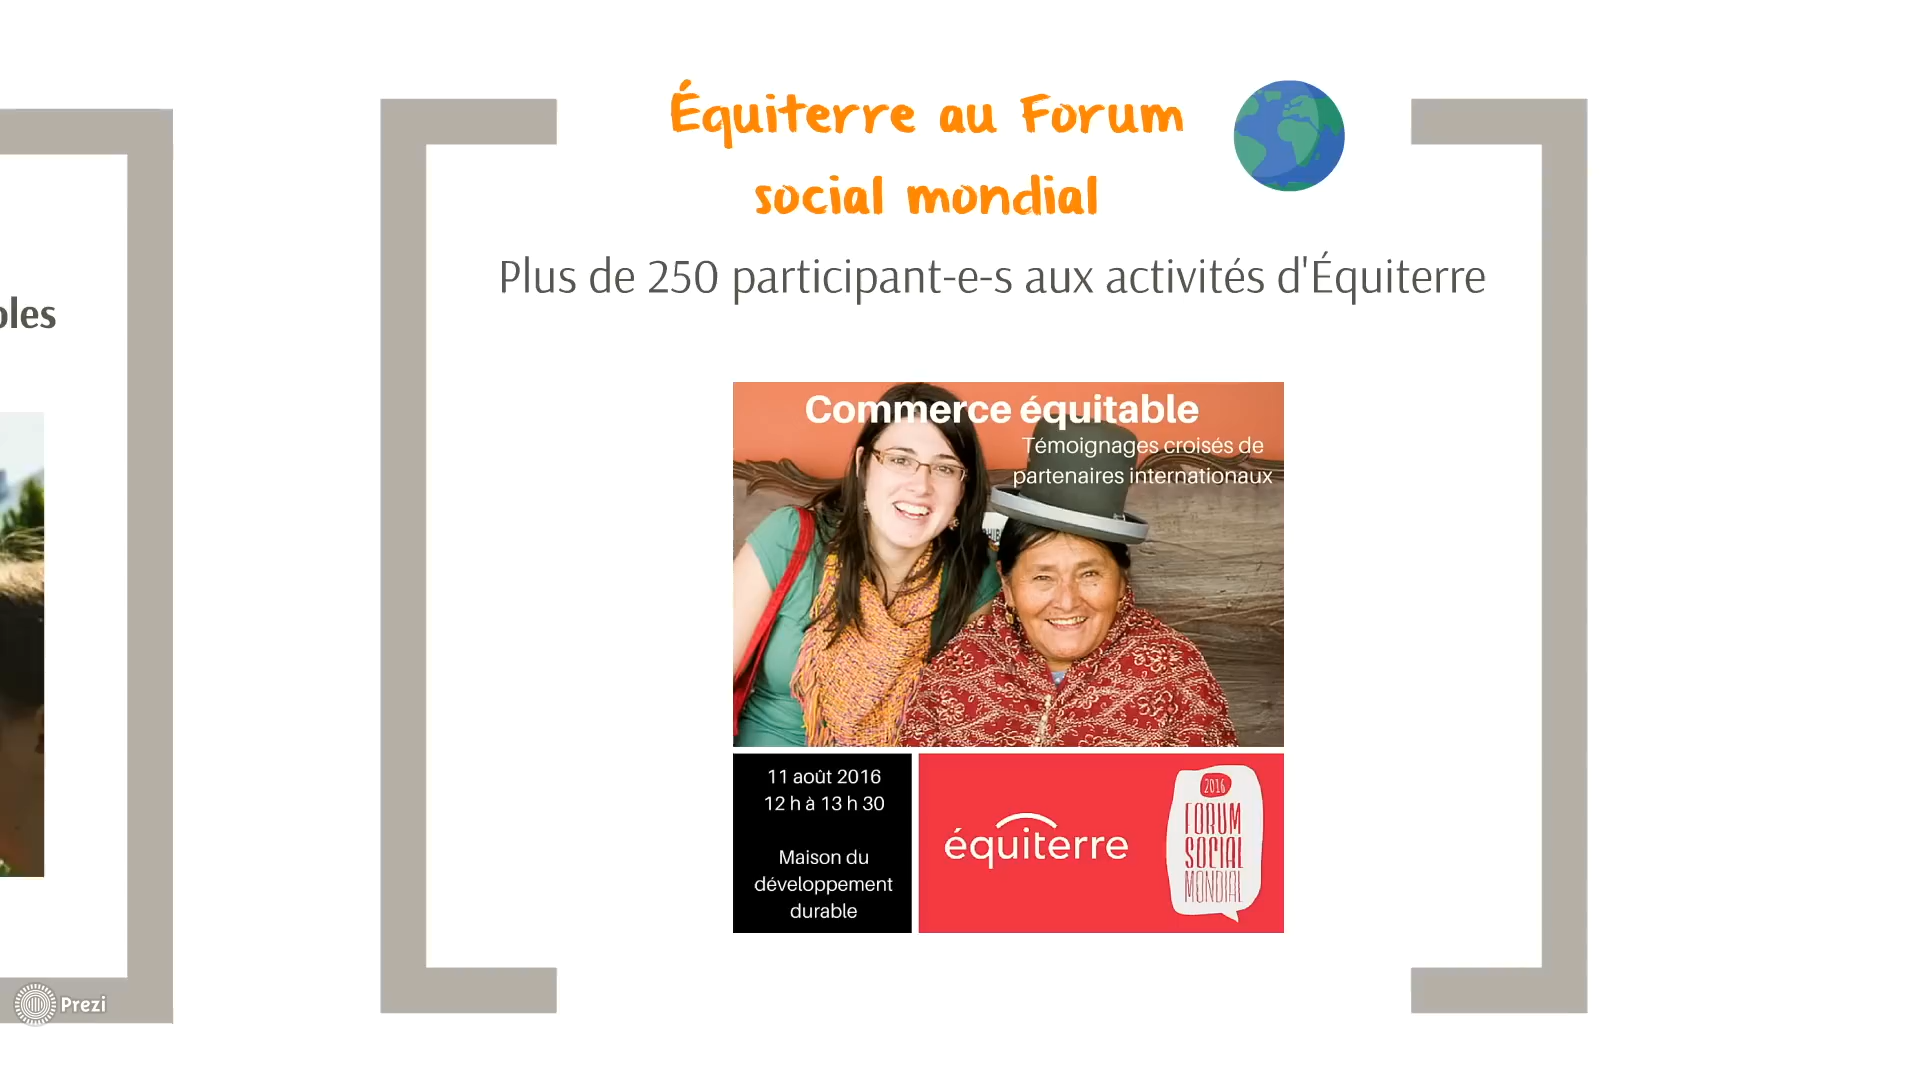 Équiterre au Forum
social mondial
Plus de 250 participant-e-s aux activités d'Équiterre
Commerce équitable
Témoignages croisés de
partenaires internationaux
11 août 2016
12 h à 13 h 30
Maison du
développement
durable
équiterre
2016
FORUM
SOCIAL
MONDIAL
Prezi